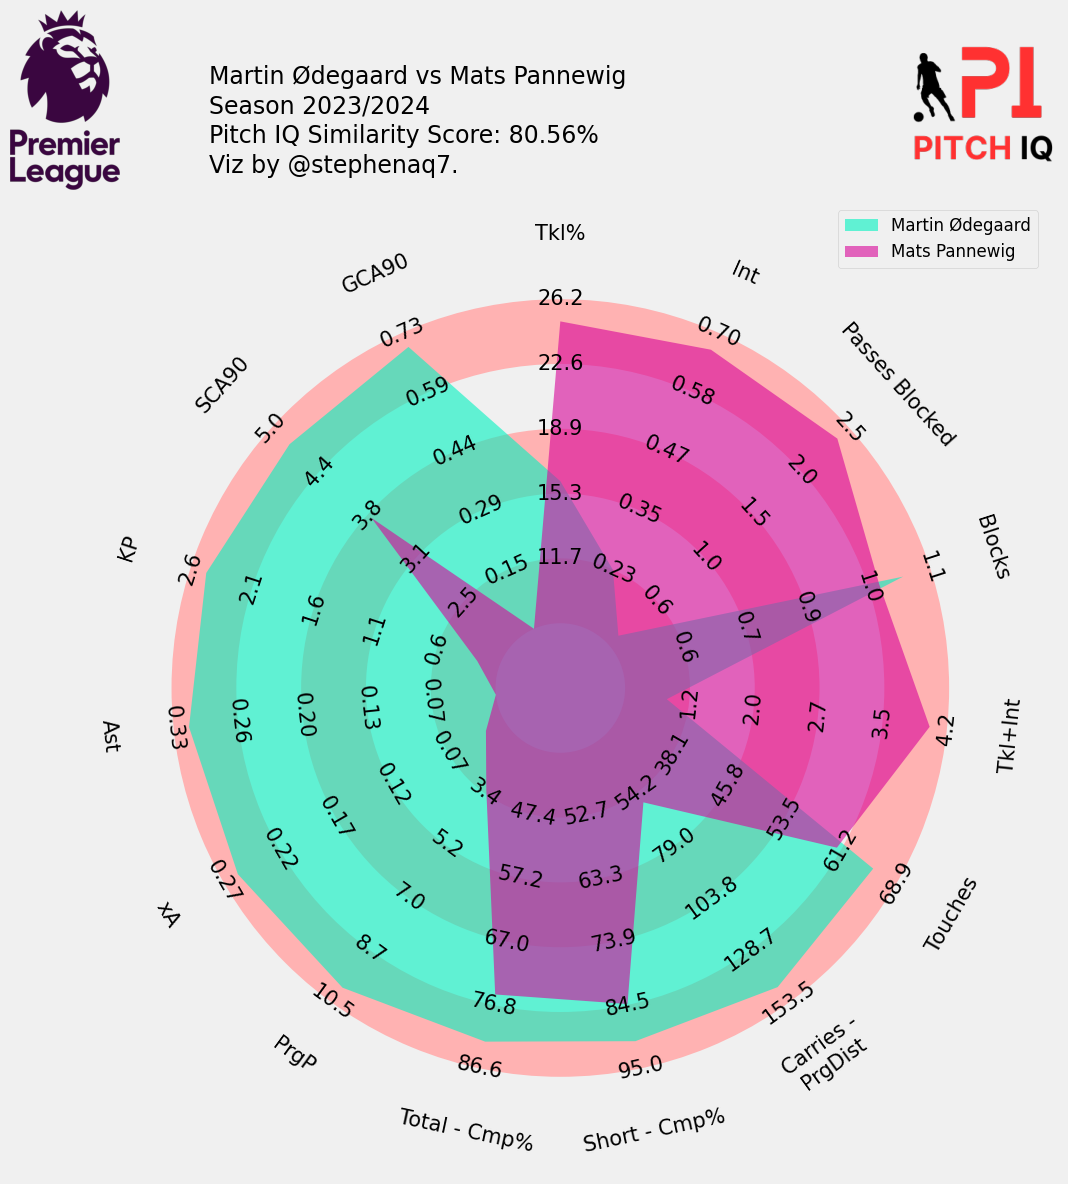 Premier
League
Martin Ødegaard vs Mats Pannewig
Season 2023/2024
Pitch IQ Similarity Score: 80.56%
Viz by @stephenaq7.
PI
PITCH IQ
Martin Ødegaard
Mats Pannewig
Tkl%
11.7
15.3
18.9
22.6
26.2
Int
0.23
0.35
0.47
0.58
0.70
Passes Blocked
0.6
1.0
1.5
2.0
2.5
Blocks
0.6
0.7
0.9
1.0
1.1
Tkl+Int
1.2
2.0
2.7
3.5
4.2
Touches
38.1
45.8
53.5
61.2
68.9
Carries -
PrgDist
54.2
79.0
103.8
128.7
153.5
Short - Cmp%
52.7
63.3
73.9
84.5
95.0
Total - Cmp%
47.4
57.2
67.0
76.8
86.6
PrgP
3.4
5.2
7.0
8.7
10.5
xA
0.07
0.12
0.17
0.22
0.27
Ast
0.07
0.13
0.20
0.26
0.33
KP
0.6
1.1
1.6
2.1
2.6
SCA90
2.5
3.1
3.8
4.4
5.0
GCA90
0.15
0.29
0.44
0.59
0.73